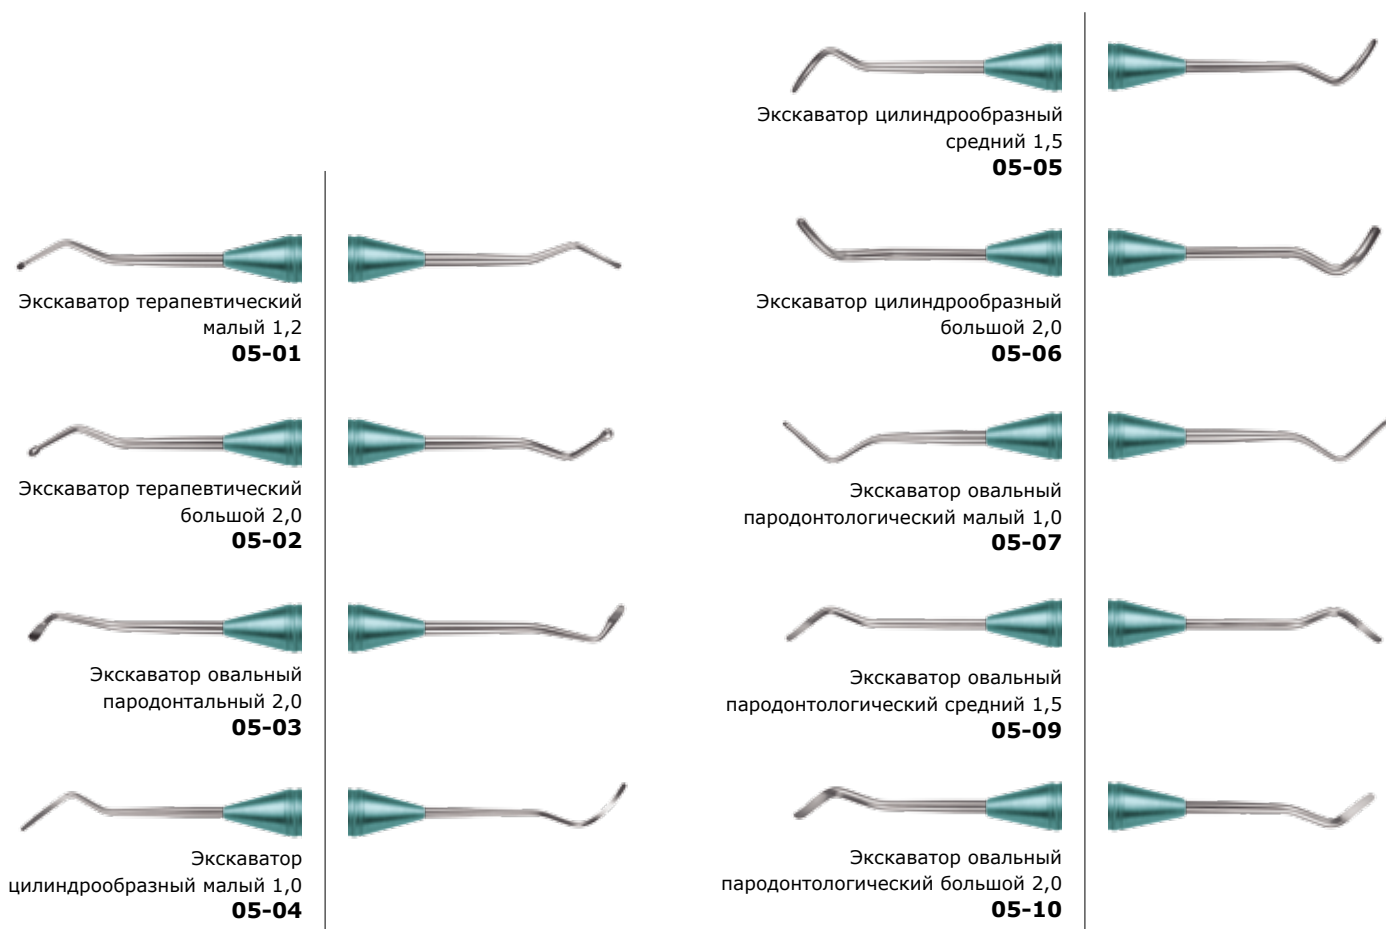 Экскаватор терапевтический
малый 1,2
05-01
Экскаватор терапевтический
большой 2,0
05-02
Экскаватор овальный
пародонтальный 2,0
05-03
Экскаватор
цилиндрообразный малый 1,0
05-04
Экскаватор цилиндрообразный
средний 1,5
05-05
Экскаватор цилиндрообразный
большой 2,0
05-06
Экскаватор овальный
пародонтологический малый 1,0
05-07
Экскаватор овальный
пародонтологический средний 1,5
05-09
Экскаватор овальный
пародонтологический большой 2,0
05-10